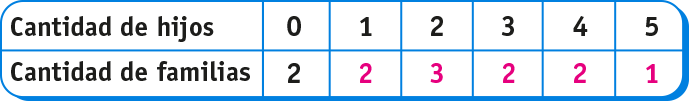 Cantidad de hijos 0 1 2 3 4 5
Cantidad de familias 2 2 3 2 2 1